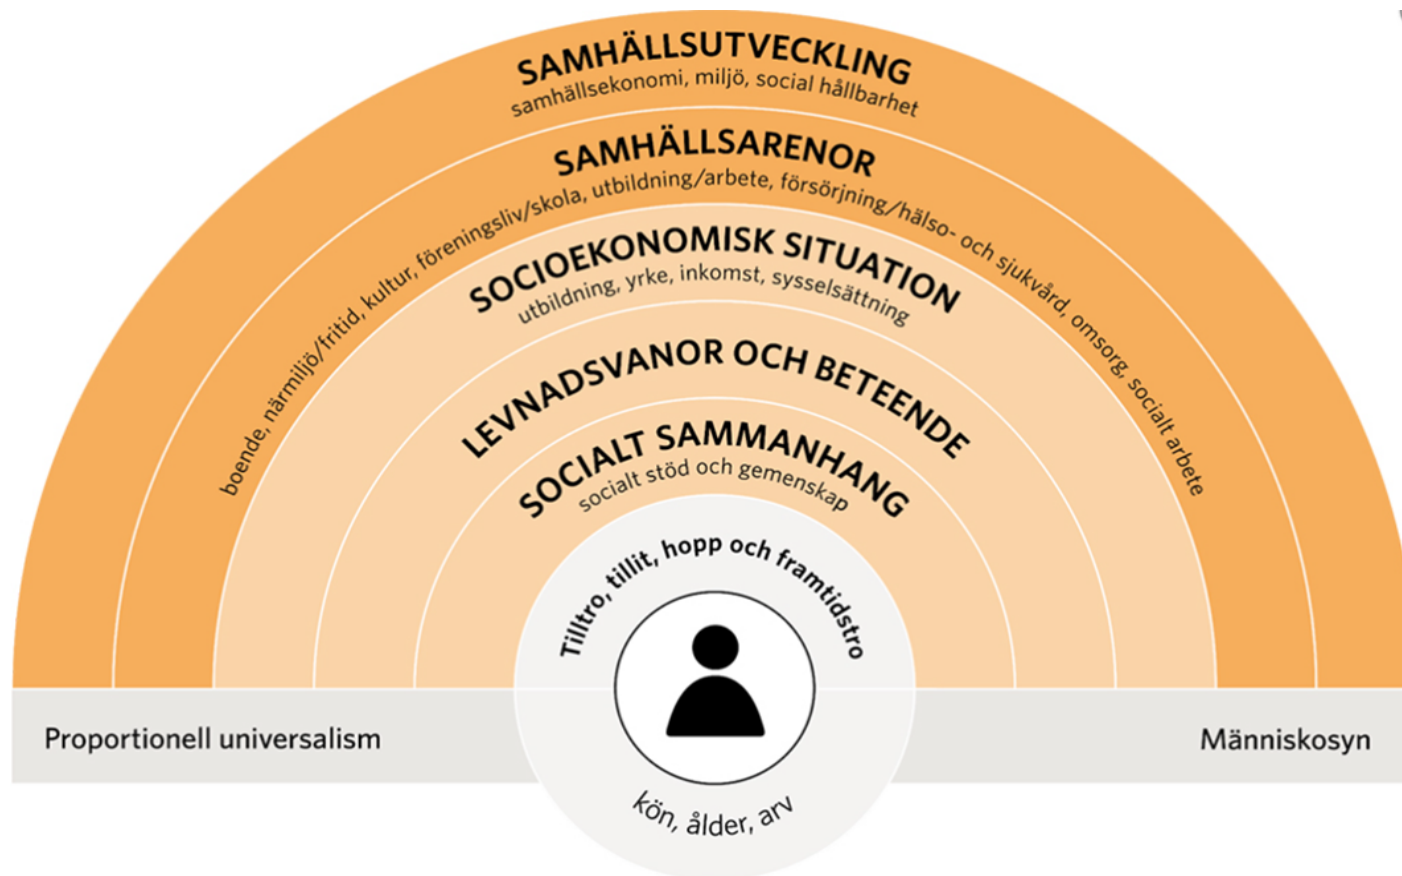 SAMHÄLLSUTVECKLING
samhällsekonomi, miljö, social hållbarhet
SAMHÄLLSARENOR
boende, närmiljö/fritid, kultur, föreningsliv/skola, utbildning/arbete, försörjning/hälso- och sjukvård, omsorg, socialt arbete
SOCIOEKONOMISK SITUATION
utbildning, yrke, inkomst, sysselsättning
LEVNADSVANOR OCH BETEENDE
SOCIALT SAMMANHANG
socialt stöd och gemenskap
Tilltro, tillit, hopp och framtidstro
Proportionell universalism
Människosyn
kön, ålder, arv